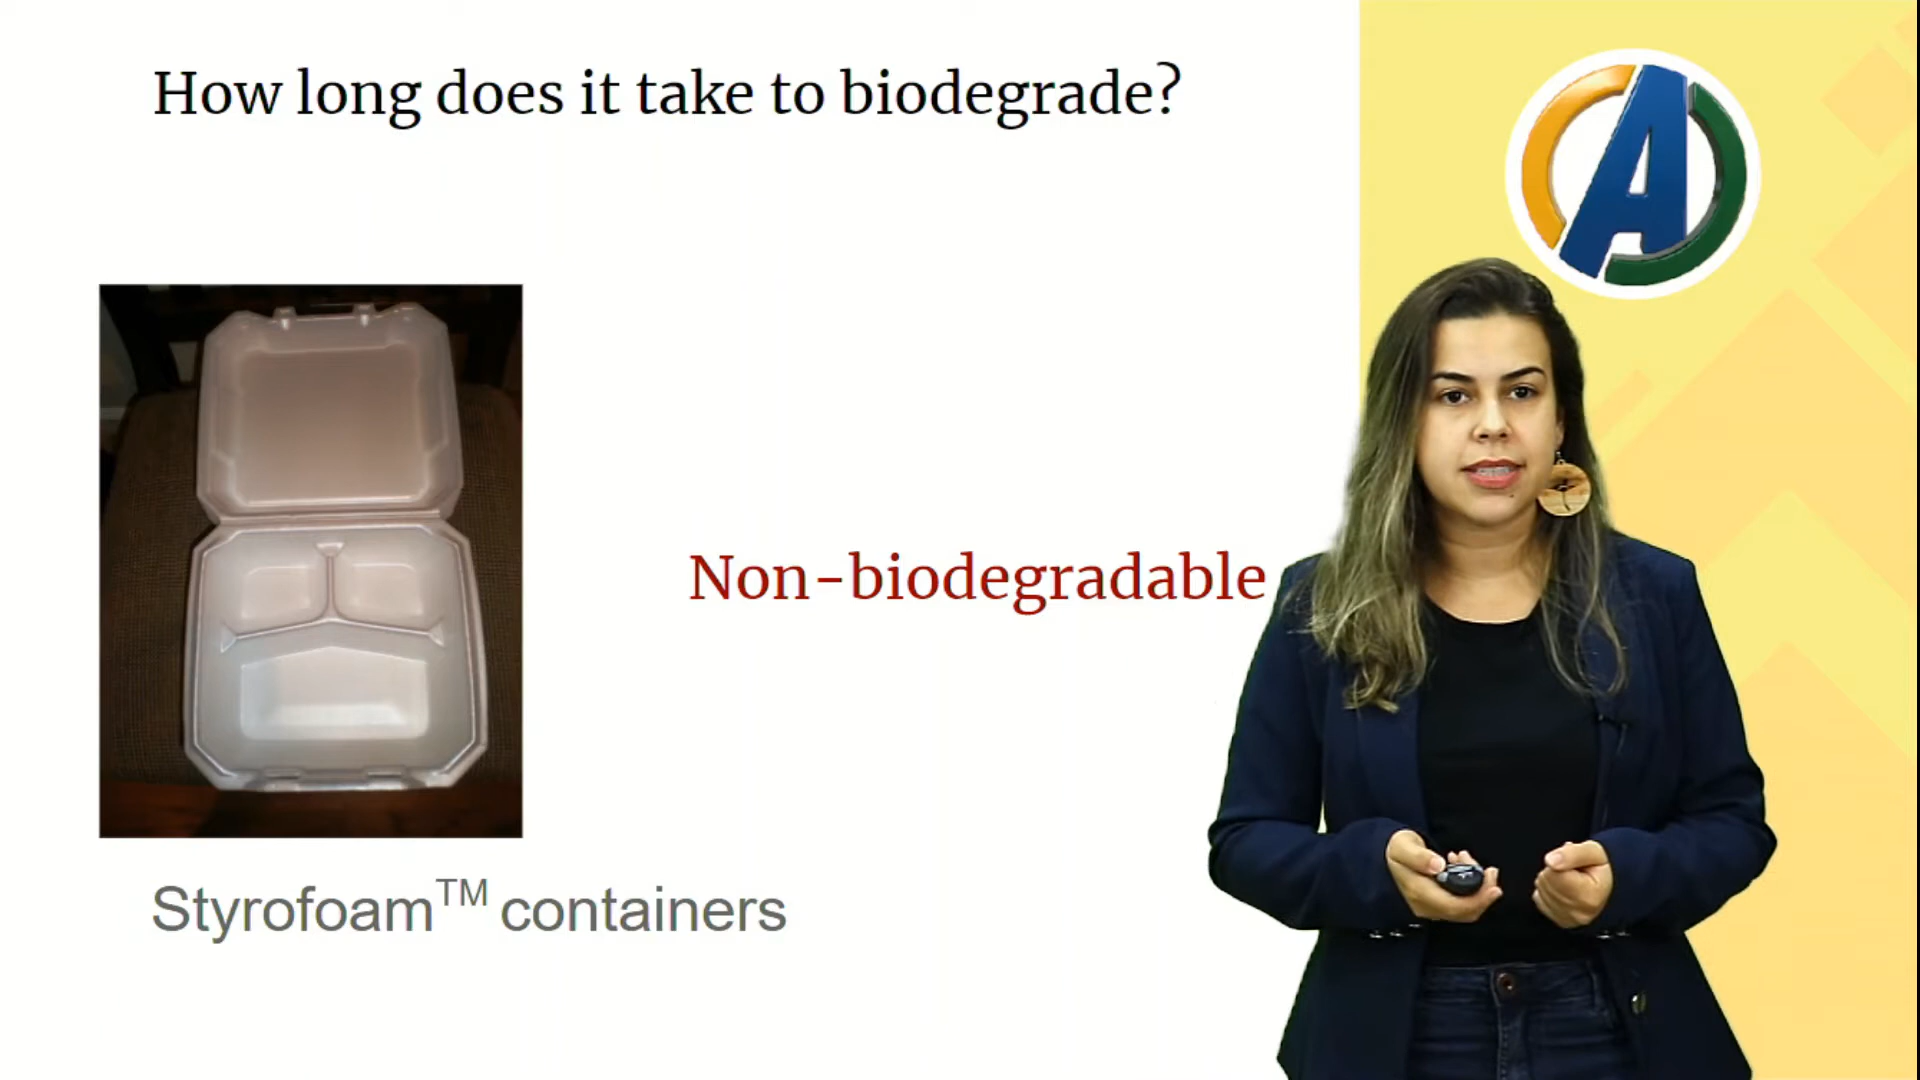 How long does it take to biodegrade?
A
Non-biodegradable
Styrofoam™ containers